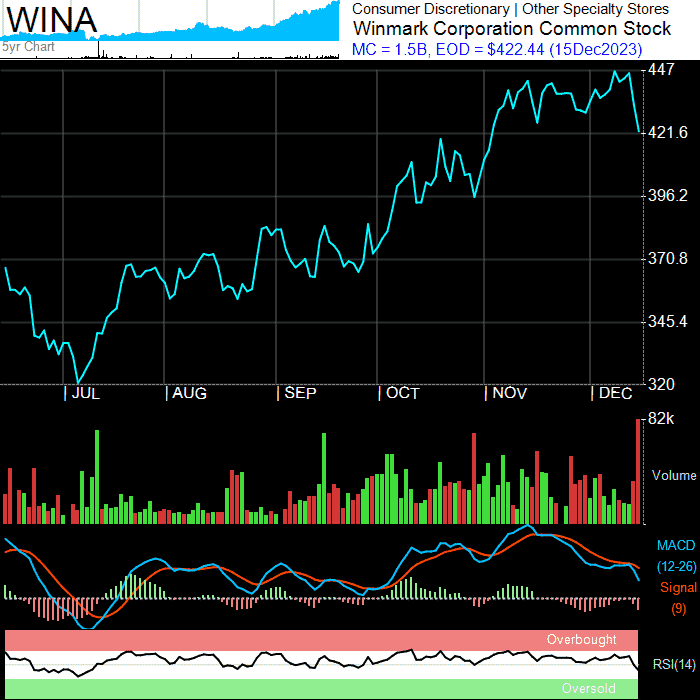 WINA
5yr Chart
Consumer Discretionary | Other Specialty Stores
Winmark Corporation Common Stock
MC = 1.5B, EOD = $422.44 (15Dec2023)
447
421.6
396.2
370.8
345.4
320
| JUL | AUG | SEP | OCT | NOV | DEC
82k
Volume
MACD
(12-26)
Signal
(9)
Overbought
RSI(14)
Oversold